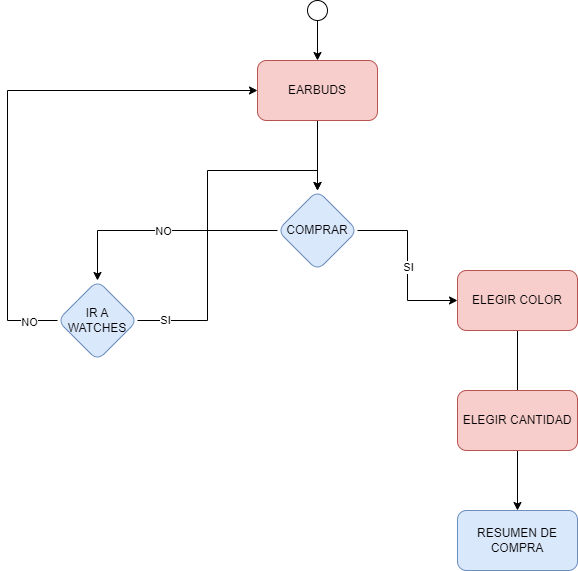 EARBUDS
COMPRAR
NO
SI
IR A
WATCHES
NO
SI
ELEGIR COLOR
ELEGIR CANTIDAD
RESUMEN DE
COMPRA